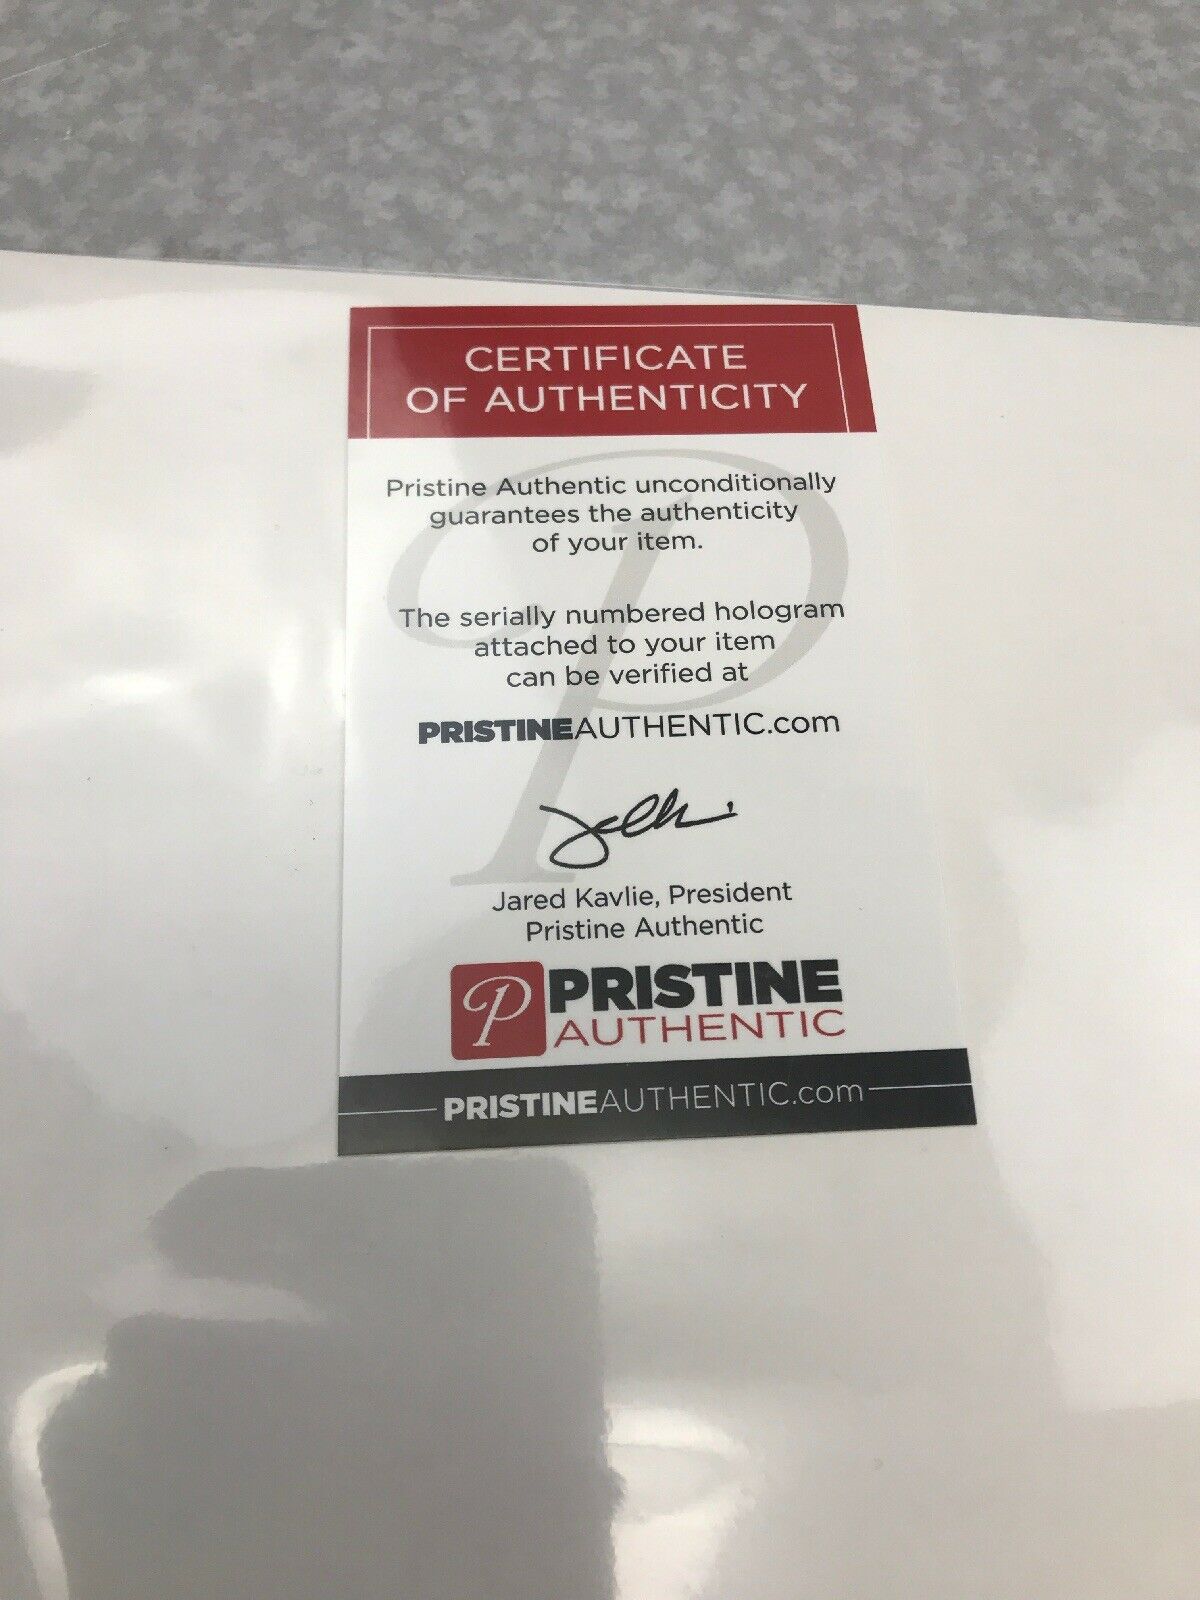 CERTIFICATE
OF AUTHENTICITY
Pristine Authentic unconditionally
guarantees the authenticity
of your item.
The serially numbered hologram
attached to your item
can be verified at
PRISTINEAUTHENTIC.com
Jared Kavlie, President
Pristine Authentic
P PRISTINE
AUTHENTIC
PRISTINEAUTHENTIC.com